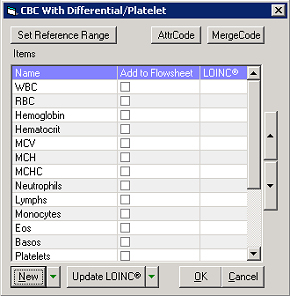 CBC With Differential/Platelet
Set Reference Range AttrCode MergeCode
Items
Name Add to Flowsheet LOINC®
WBC
RBC
Hemoglobin
Hematocrit
MCV
MCH
MCHC
Neutrophils
Lymphs
Monocytes
Eos
Basos
Platelets
New Update LOINC® OK Cancel